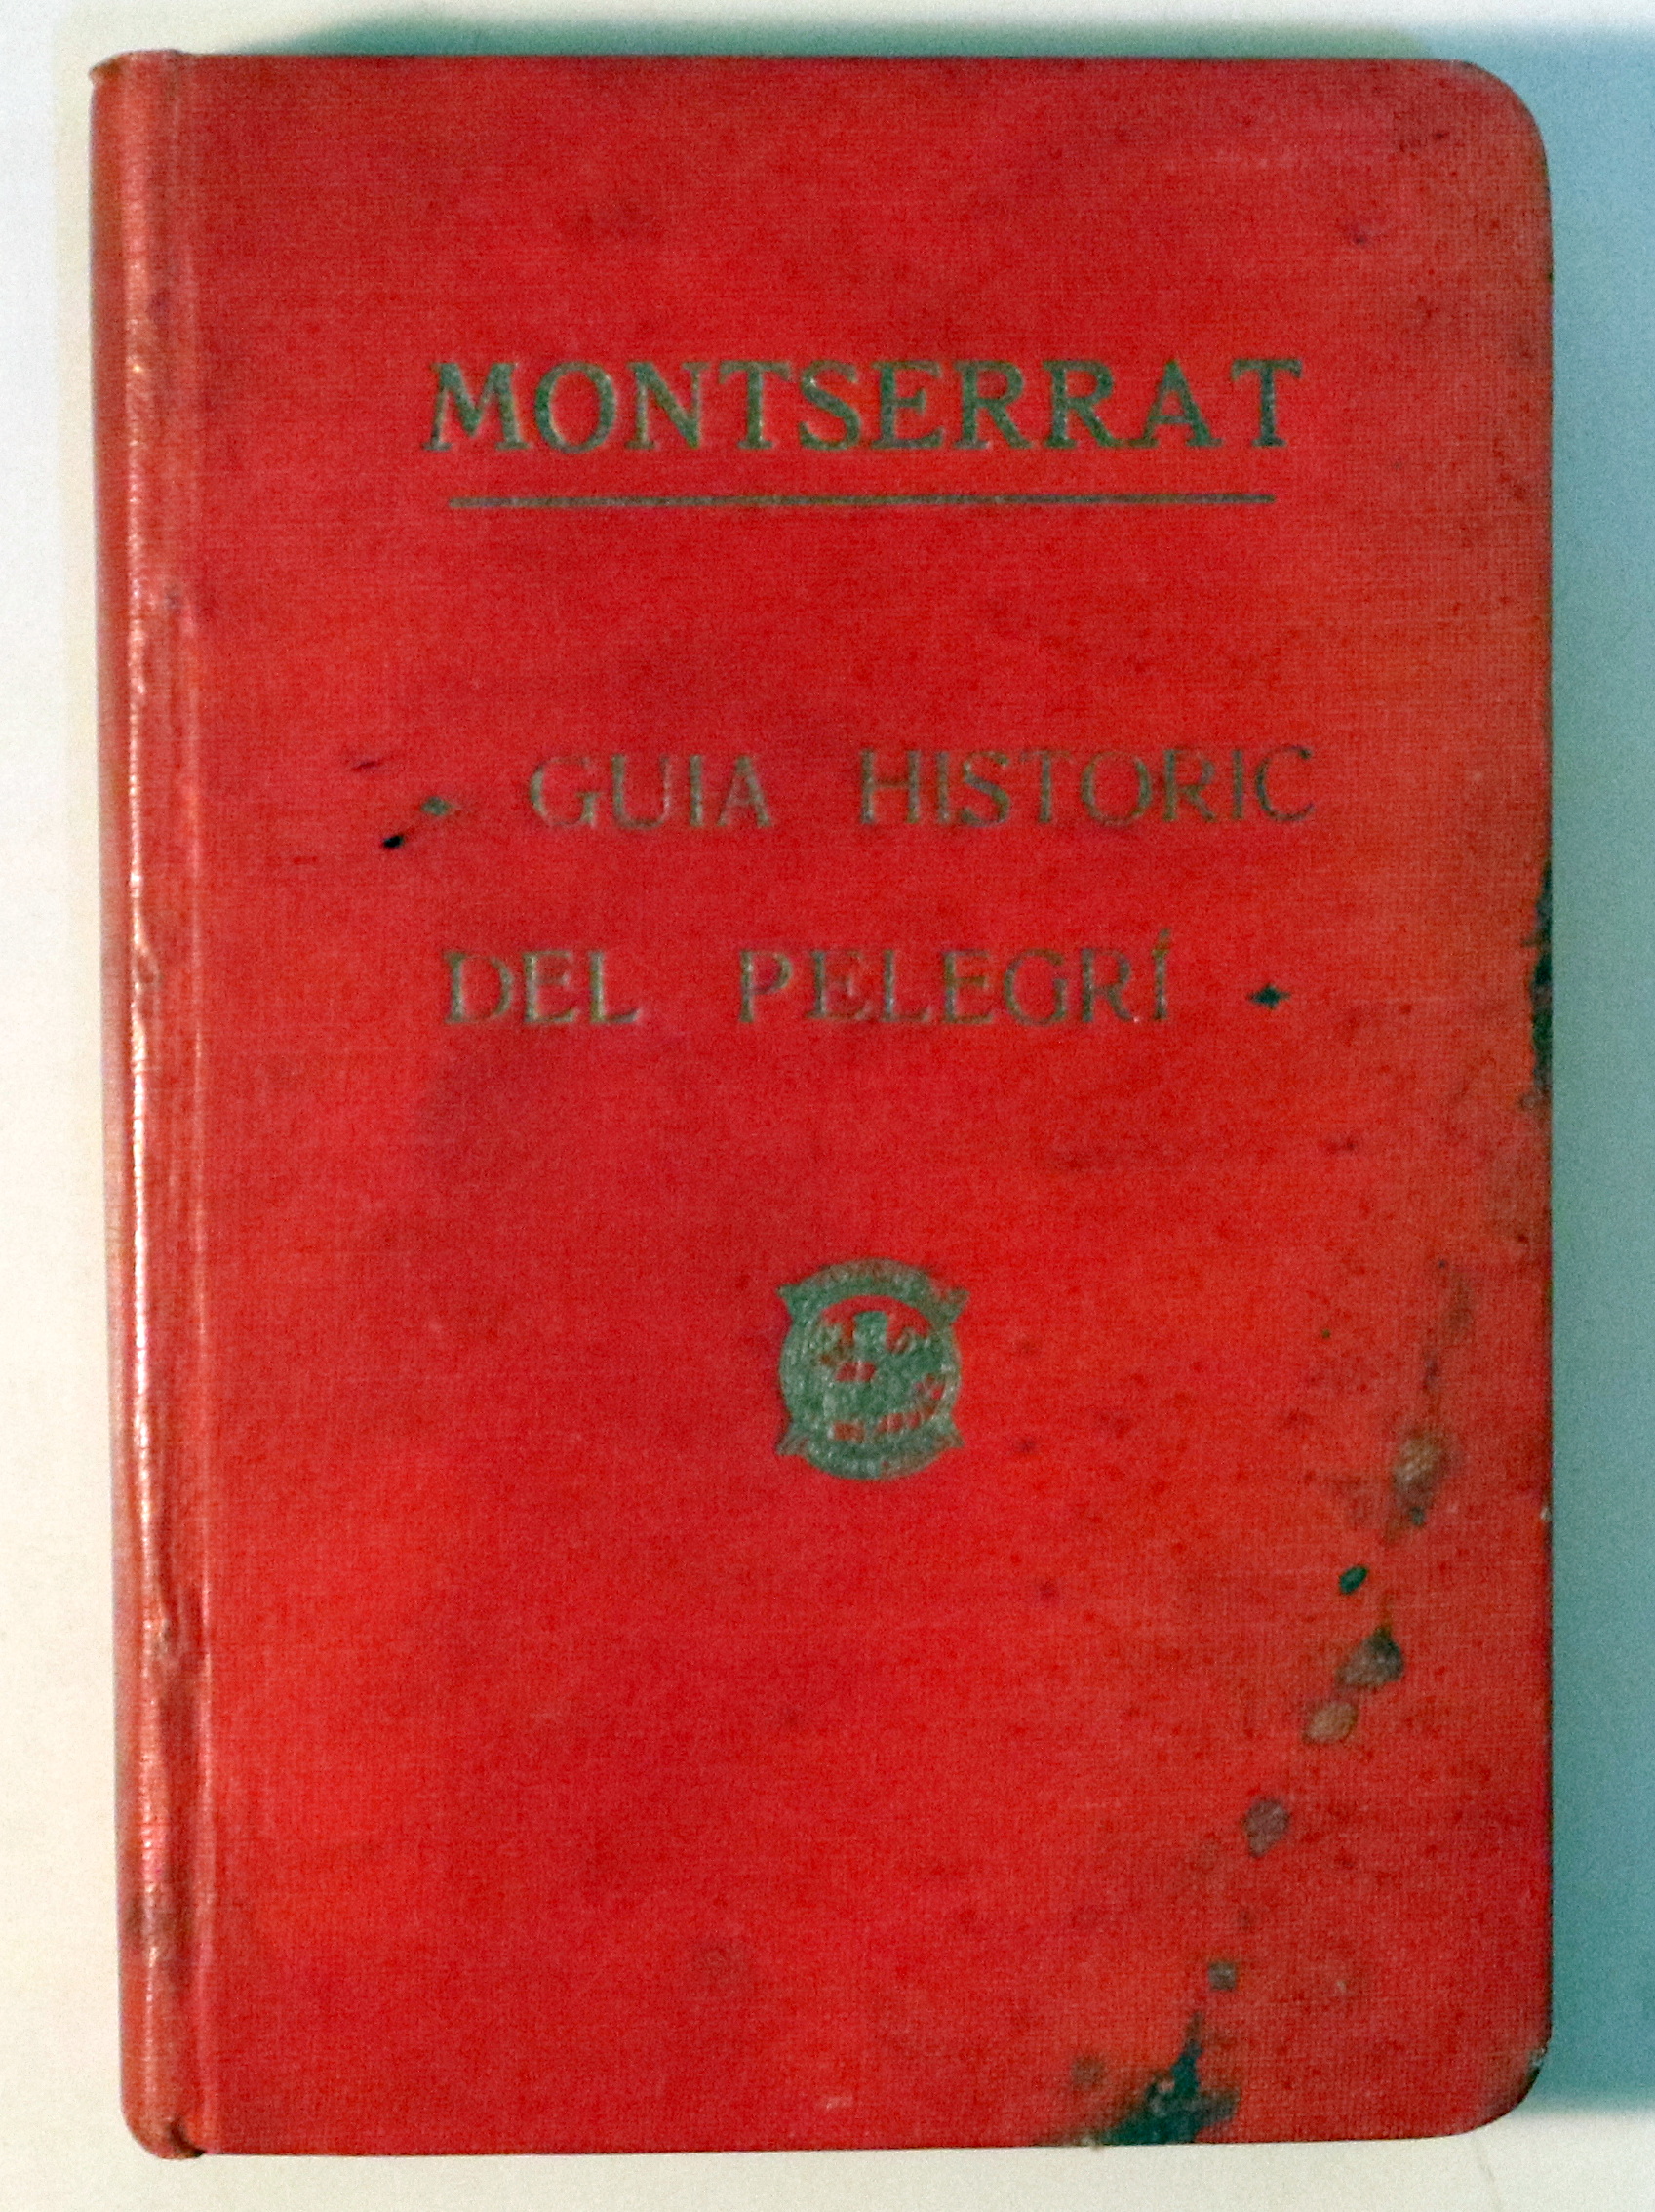 MONTSERRAT
GUIA HISTORIC
DEL PELEGRÍ